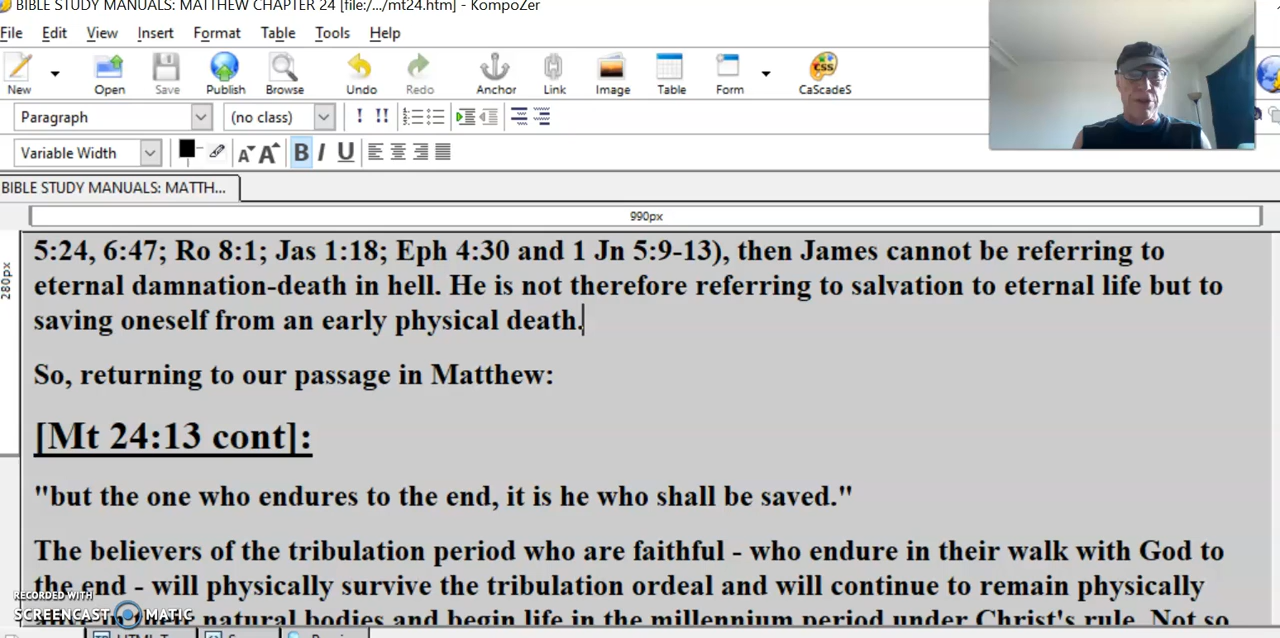 BIBLE STUDY MANUALS: MATTHEW CHAPTER 24 [file:/.../mt24.htm] - KompoZer
File Edit View Insert Format Table Tools Help
New Open Save Publish Browse Undo Redo Anchor Link Image Table Form CaScadeS
Paragraph (no class) ! !!
Variable Width A A B I U
BIBLE STUDY MANUALS: MATTH...
990px
280px
5:24, 6:47; Ro 8:1; Jas 1:18; Eph 4:30 and 1 Jn 5:9-13), then James cannot be referring to
eternal damnation-death in hell. He is not therefore referring to salvation to eternal life but to
saving oneself from an early physical death.
So, returning to our passage in Matthew:
[Mt 24:13 cont]:
"but the one who endures to the end, it is he who shall be saved."
The believers of the tribulation period who are faithful - who endure in their walk with God to
the end - will physically survive the tribulation ordeal and will continue to remain physically
natural bodies and begin life in the millennium period under Christ's rule. Not so
RECORDED WITH
SCREENCAST MATIC